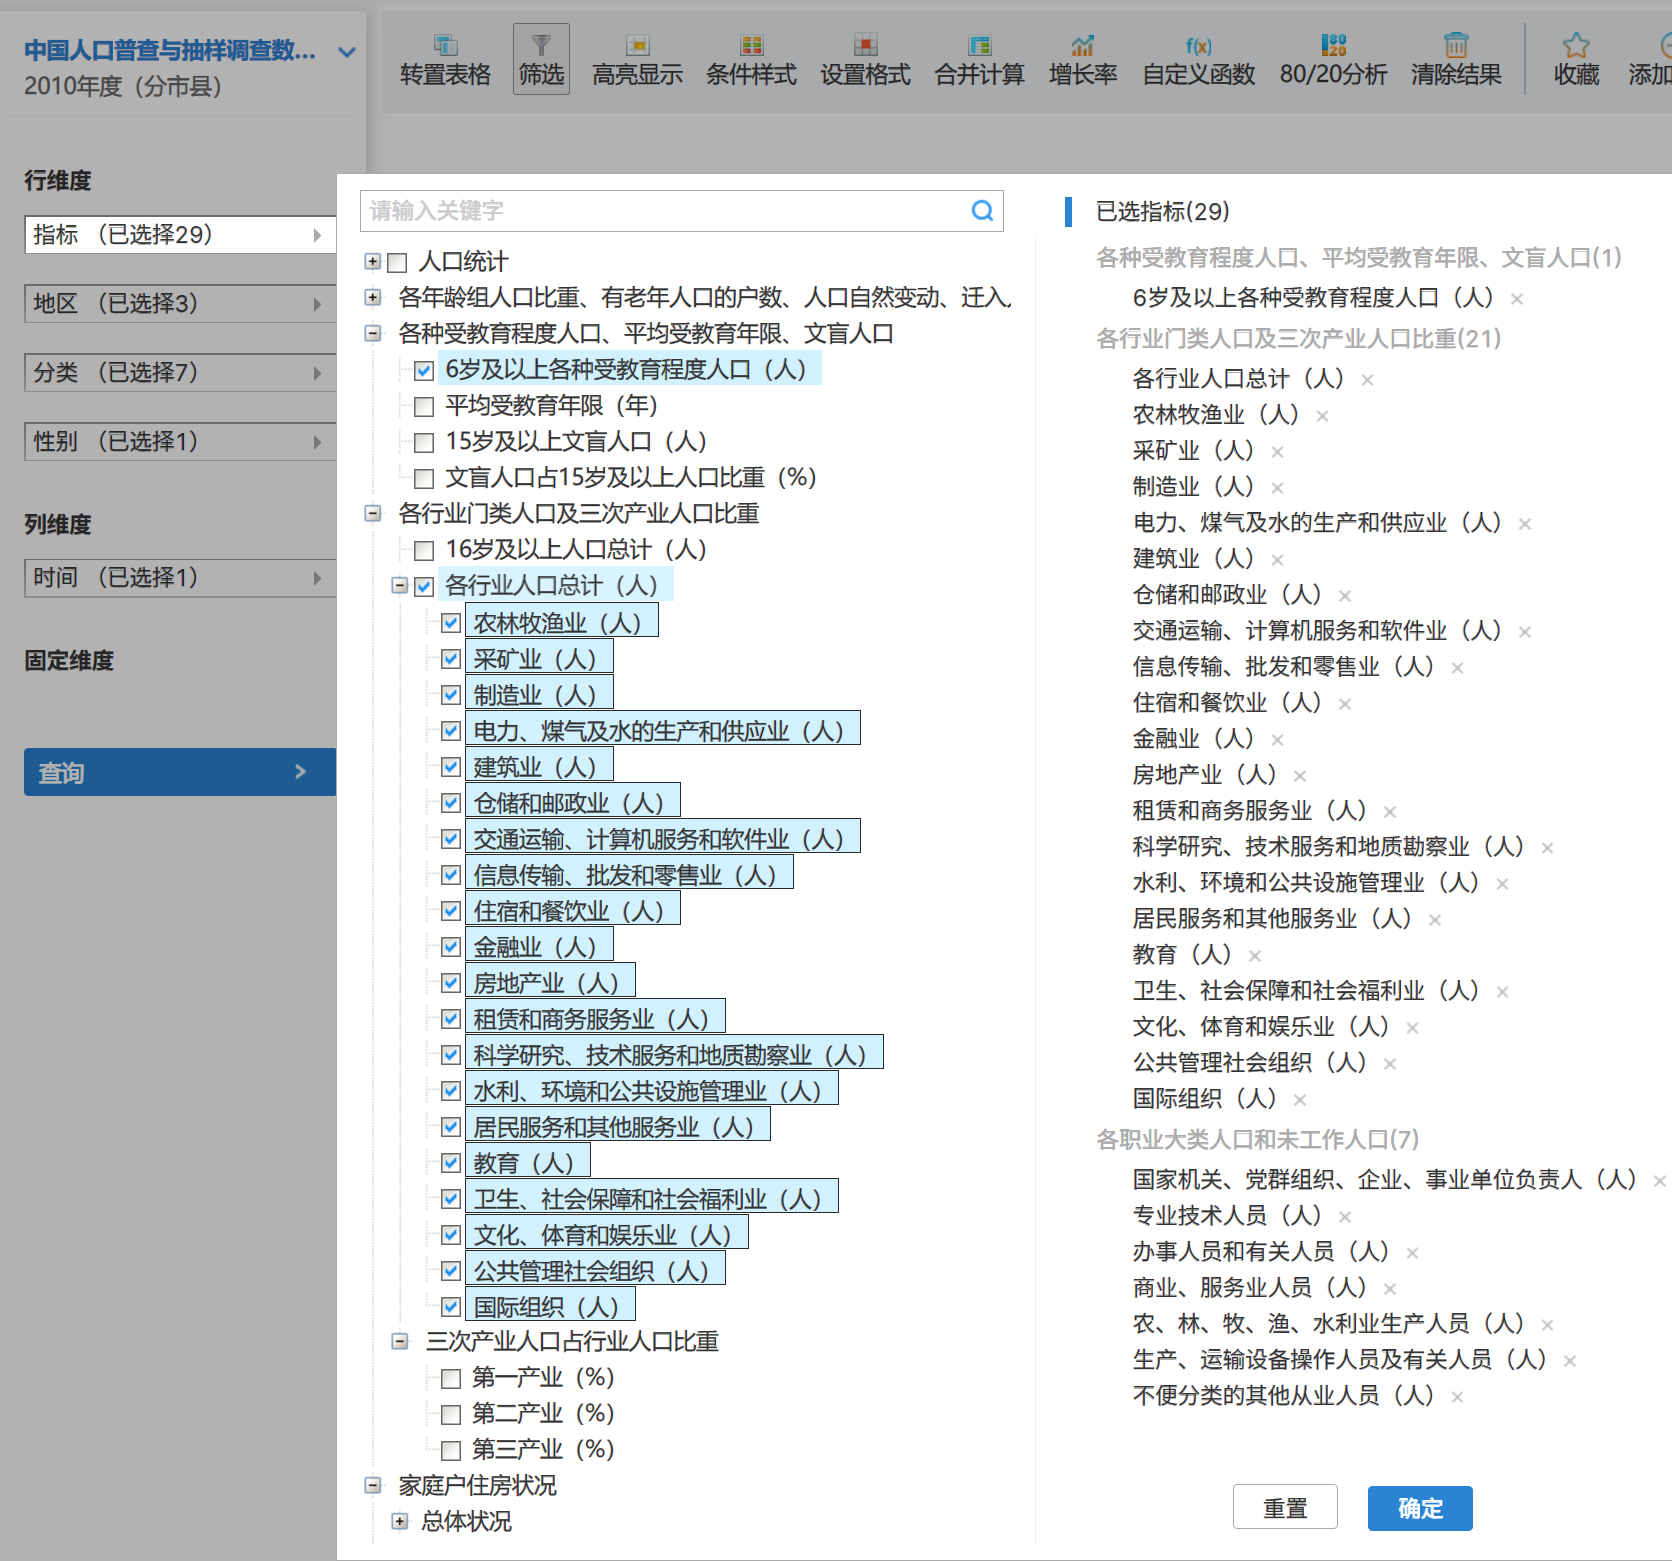 中国人口普查与抽样调查数...
2010年度（分市县）
转置表格
筛选
高亮显示
条件样式
设置格式
合并计算
增长率
f(x)
自定义函数
80/20分析
清除结果
收藏
添加
行维度
指标 （已选择29）
地区 （已选择3）
分类 （已选择7）
性别 （已选择1）
列维度
时间 （已选择1）
固定维度
查询
请输入关键字
人口统计
各年龄组人口比重、有老年人口的户数、人口自然变动、迁入
各种受教育程度人口、平均受教育年限、文盲人口
6岁及以上各种受教育程度人口（人）
平均受教育年限（年）
15岁及以上文盲人口（人）
文盲人口占15岁及以上人口比重（%）
各行业门类人口及三次产业人口比重
16岁及以上人口总计（人）
各行业人口总计（人）
农林牧渔业（人）
采矿业（人）
制造业（人）
电力、煤气及水的生产和供应业（人）
建筑业（人）
仓储和邮政业（人）
交通运输、计算机服务和软件业（人）
信息传输、批发和零售业（人）
住宿和餐饮业（人）
金融业（人）
房地产业（人）
租赁和商务服务业（人）
科学研究、技术服务和地质勘察业（人）
水利、环境和公共设施管理业（人）
居民服务和其他服务业（人）
教育（人）
卫生、社会保障和社会福利业（人）
文化、体育和娱乐业（人）
公共管理社会组织（人）
国际组织（人）
三次产业人口占行业人口比重
第一产业（%）
第二产业（%）
第三产业（%）
家庭户住房状况
总体状况
已选指标(29)
各种受教育程度人口、平均受教育年限、文盲人口(1)
6岁及以上各种受教育程度人口（人） ×
各行业门类人口及三次产业人口比重(21)
各行业人口总计（人） ×
农林牧渔业（人） ×
采矿业（人） ×
制造业（人） ×
电力、煤气及水的生产和供应业（人） ×
建筑业（人） ×
仓储和邮政业（人） ×
交通运输、计算机服务和软件业（人） ×
信息传输、批发和零售业（人） ×
住宿和餐饮业（人） ×
金融业（人） ×
房地产业（人） ×
租赁和商务服务业（人） ×
科学研究、技术服务和地质勘察业（人） ×
水利、环境和公共设施管理业（人） ×
居民服务和其他服务业（人） ×
教育（人） ×
卫生、社会保障和社会福利业（人） ×
文化、体育和娱乐业（人） ×
公共管理社会组织（人） ×
国际组织（人） ×
各职业大类人口和未工作人口(7)
国家机关、党群组织、企业、事业单位负责人（人） ×
专业技术人员（人） ×
办事人员和有关人员（人） ×
商业、服务业人员（人） ×
农、林、牧、渔、水利业生产人员（人） ×
生产、运输设备操作人员及有关人员（人） ×
不便分类的其他从业人员（人） ×
重置
确定